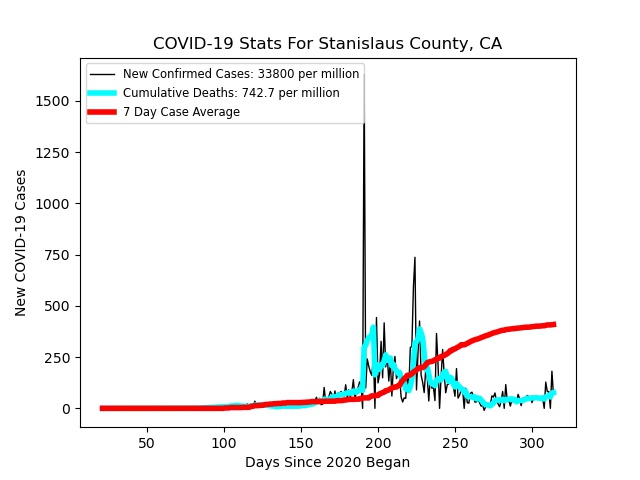 COVID-19 Stats For Stanislaus County, CA
New Confirmed Cases: 33800 per million
Cumulative Deaths: 742.7 per million
7 Day Case Average
New COVID-19 Cases
1500
1250
1000
750
500
250
0
50 100 150 200 250 300
Days Since 2020 Began